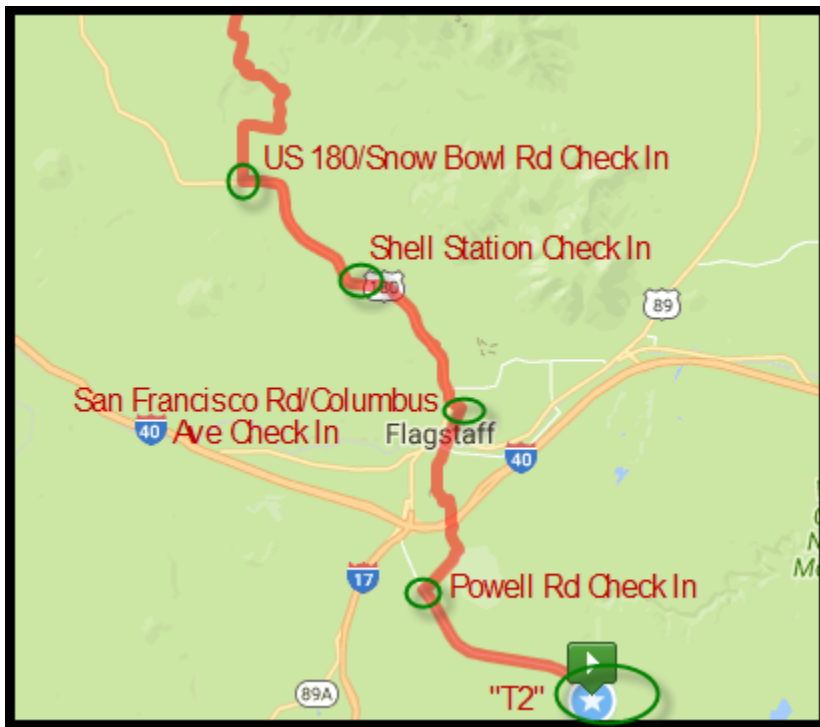 US 180/Snow Bowl Rd Check In
Shell Station Check In
180
89
San Francisco Rd/Columbus
Ave Check In
40
Flagstaff
40
17
Powell Rd Check In
89A
"T2"